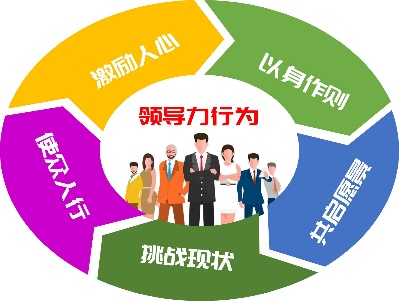 领导力行为
以身作则
共启愿景
挑战现状
使众人行
激励人心